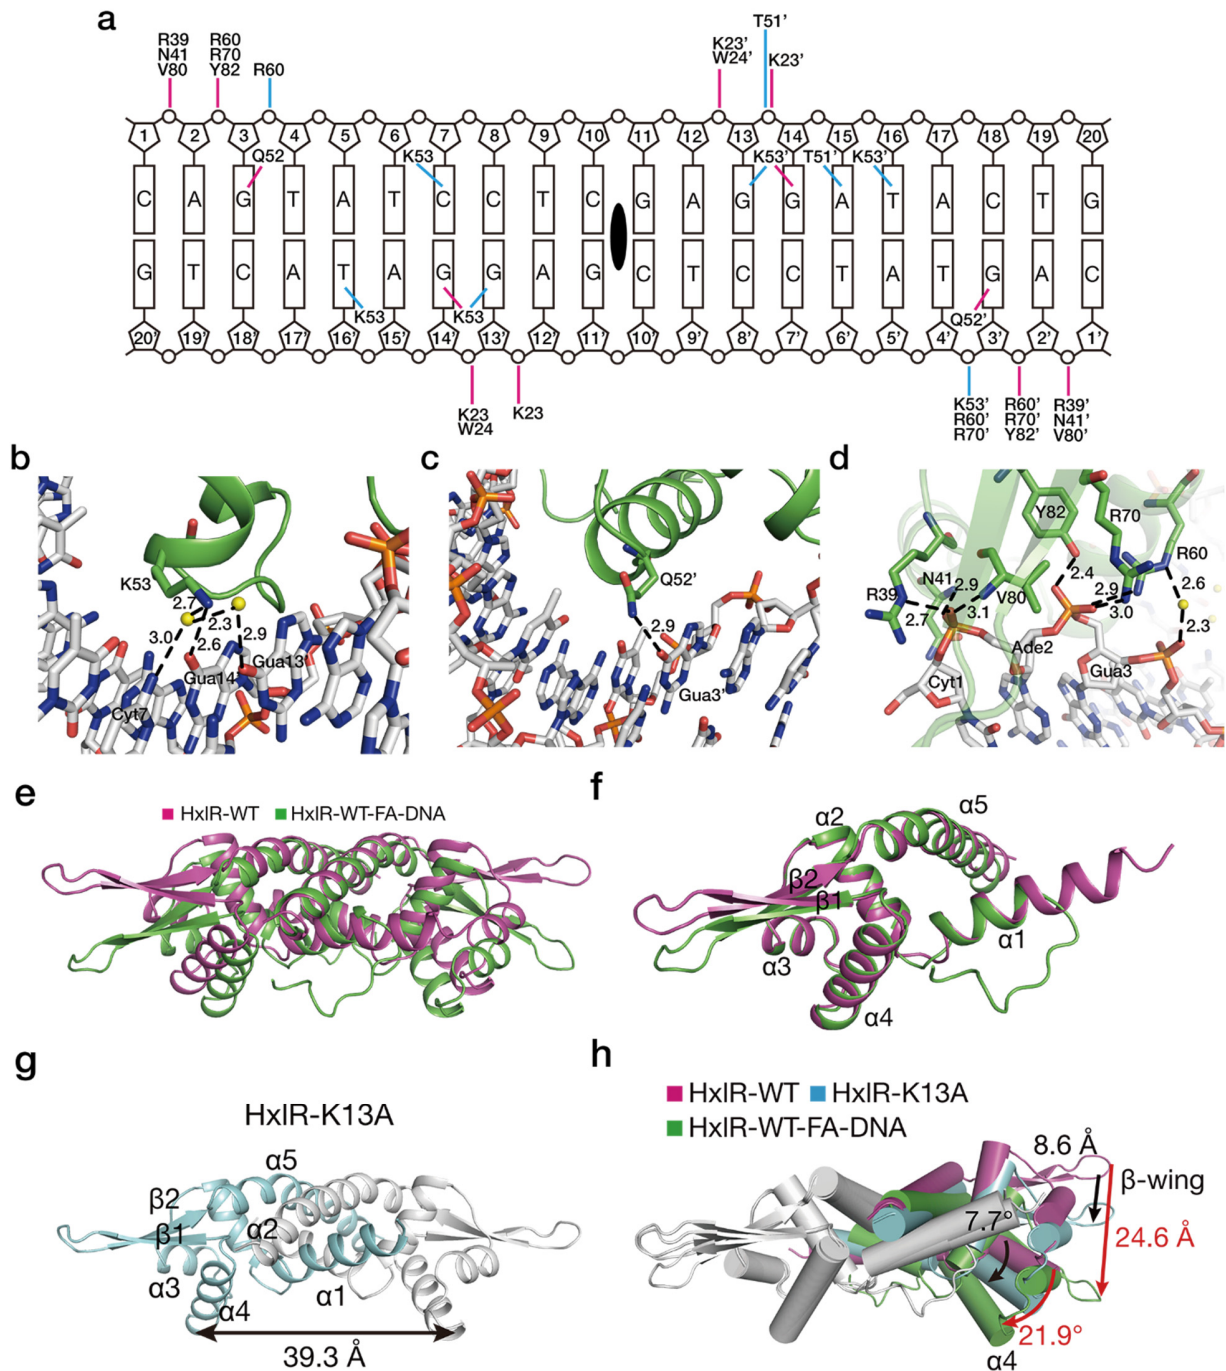 a
R39 R60 T51'
N41 R70 K23'
V80 Y82 R60 W24' K23'
1 2 3 4 5 6 7 8 9 10 11 12 13 14 15 16 17 18 19 20
Q52 K53 K53' T51' K53'
C A G T A T C C T C G A G G A T A C T G
G T C A T A G G A G C T C C T A T G A C
K53 K53 Q52'
20' 19' 18' 17' 16' 15' 14' 13' 12' 11' 10' 9' 8' 7' 6' 5' 4' 3' 2' 1'
K23 K23 K53' R60' R39'
W24 R60' R70' N41'
R70' Y82' V80'
b
K53
2.7
2.3
3.0
2.6
2.9
Gua13
Gua14
Cyt7
c
Q52'
2.9
Gua3'
d
Y82
R70
R60
N41
2.9
2.4
2.6
R39
V80
2.9
2.7
3.1
3.0
2.3
Ade2
Gua3
Cyt1
e
HxlR-WT HxlR-WT-FA-DNA
f
α5
α2
β2
β1
α1
α3
α4
g
HxlR-K13A
α5
β2
β1
α2
α3
α4
α1
39.3 Å
h
HxlR-WT HxlR-K13A
HxlR-WT-FA-DNA
8.6 Å
β-wing
7.7°
24.6 Å
21.9°
α4